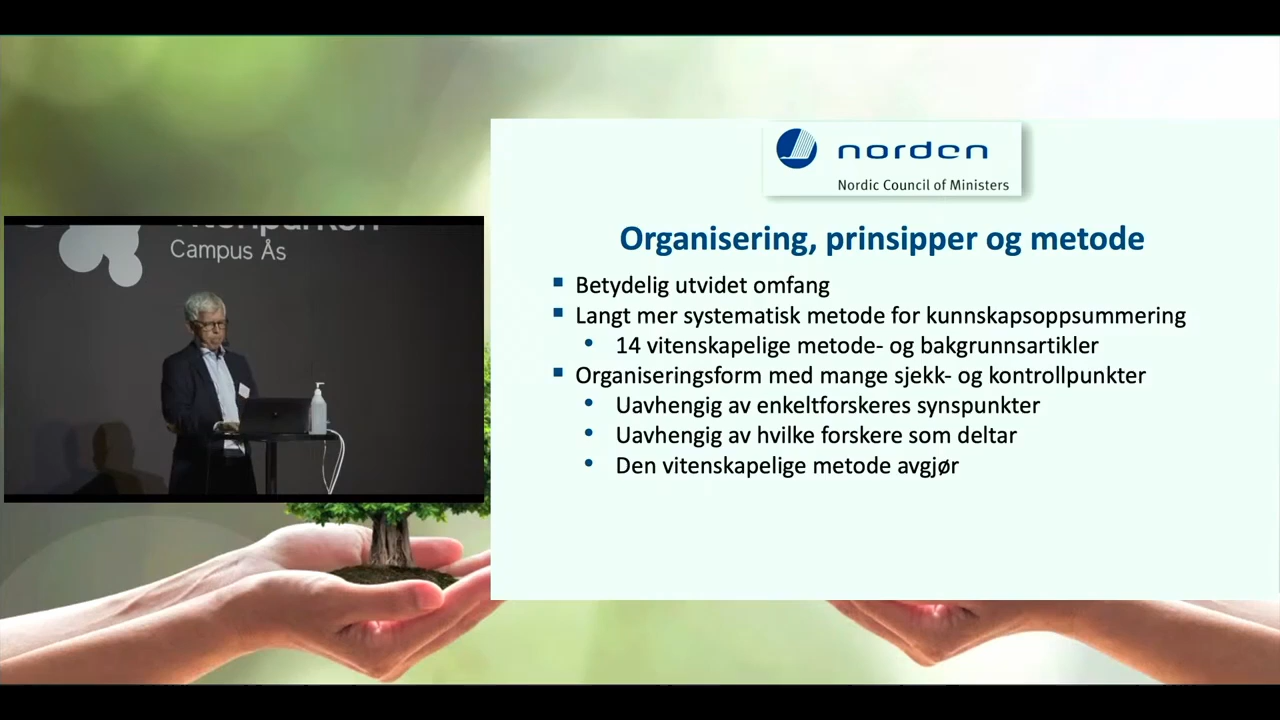 Campus Ås
norden
Nordic Council of Ministers
Organisering, prinsipper og metode
Betydelig utvidet omfang
Langt mer systematisk metode for kunnskapsoppsummering
14 vitenskapelige metode- og bakgrunnsartikler
Organiseringsform med mange sjekk- og kontrollpunkter
Uavhengig av enkeltforskeres synspunkter
Uavhengig av hvilke forskere som deltar
Den vitenskapelige metode avgjør